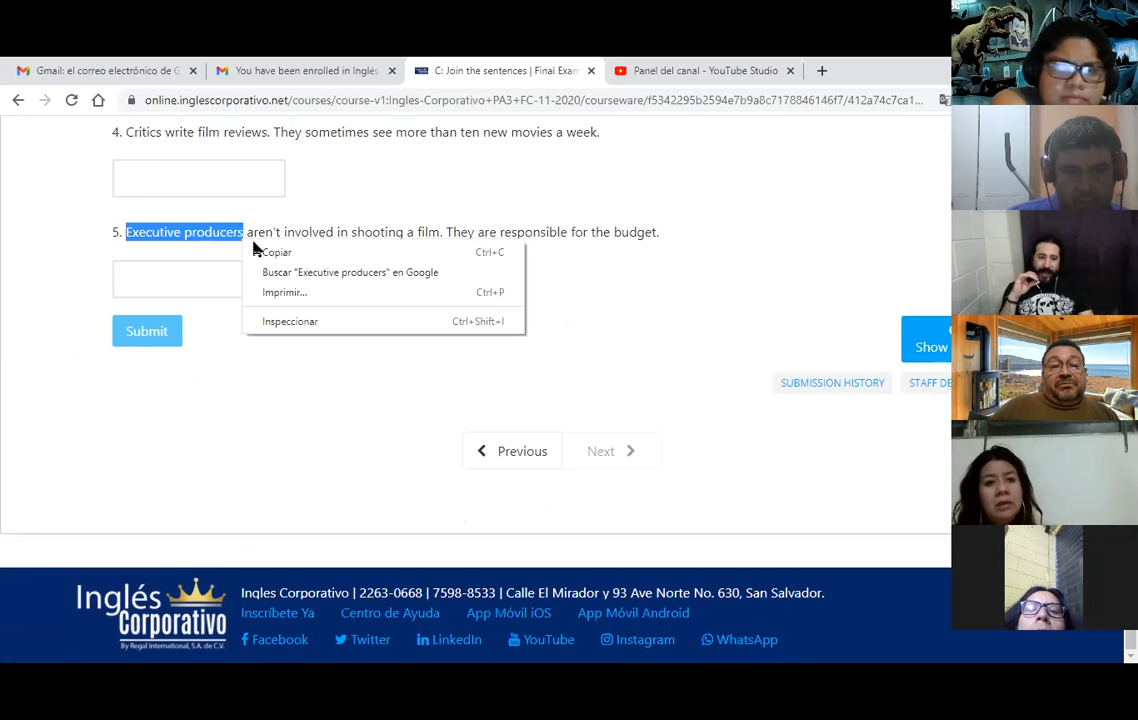 Gmail: el correo electrónico de G
You have been enrolled in Inglés
C: Join the sentences | Final Exam
Panel del canal - YouTube Studio
online.inglescorporativo.net/courses/course-v1:Ingles-Corporativo+PA3+FC-11-2020/courseware/f5342295b2594e7b9a8c7178846146f7/412a74c7ca1...
4. Critics write film reviews. They sometimes see more than ten new movies a week.
5. Executive producers aren't involved in shooting a film. They are responsible for the budget.
Copiar Ctrl+C
Buscar "Executive producers" en Google
Imprimir... Ctrl+P
Inspeccionar Ctrl+Shift+I
Submit
Show
SUBMISSION HISTORY
STAFF DE
Previous
Next
Inglés Corporativo
By Regal International, S.A. de C.V.
Ingles Corporativo | 2263-0668 | 7598-8533 | Calle El Mirador y 93 Ave Norte No. 630, San Salvador.
Inscríbete Ya Centro de Ayuda App Móvil iOS App Móvil Android
Facebook Twitter LinkedIn YouTube Instagram WhatsApp